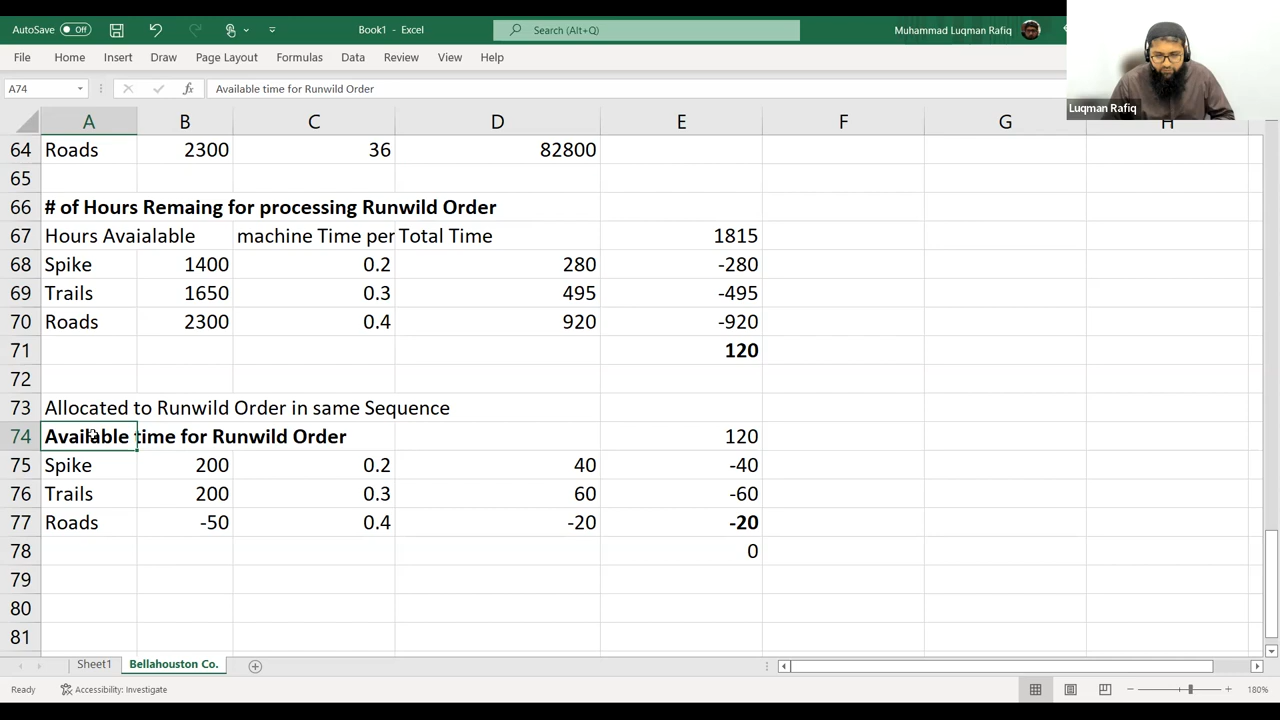 AutoSave Off Book1 - Excel Search (Alt+Q) Muhammad Luqman Rafiq
File Home Insert Draw Page Layout Formulas Data Review View Help
A74 fx Available time for Runwild Order
Luqman Rafiq
A B C D E F G H
64 Roads 2300 36 82800
65
66 # of Hours Remaing for processing Runwild Order
67 Hours Avaialable machine Time per Total Time 1815
68 Spike 1400 0.2 280 -280
69 Trails 1650 0.3 495 -495
70 Roads 2300 0.4 920 -920
71 120
72
73 Allocated to Runwild Order in same Sequence
74 Available time for Runwild Order 120
75 Spike 200 0.2 40 -40
76 Trails 200 0.3 60 -60
77 Roads -50 0.4 -20 -20
78 0
79
80
81
Sheet1 Bellahouston Co.
Ready Accessibility: Investigate 180%